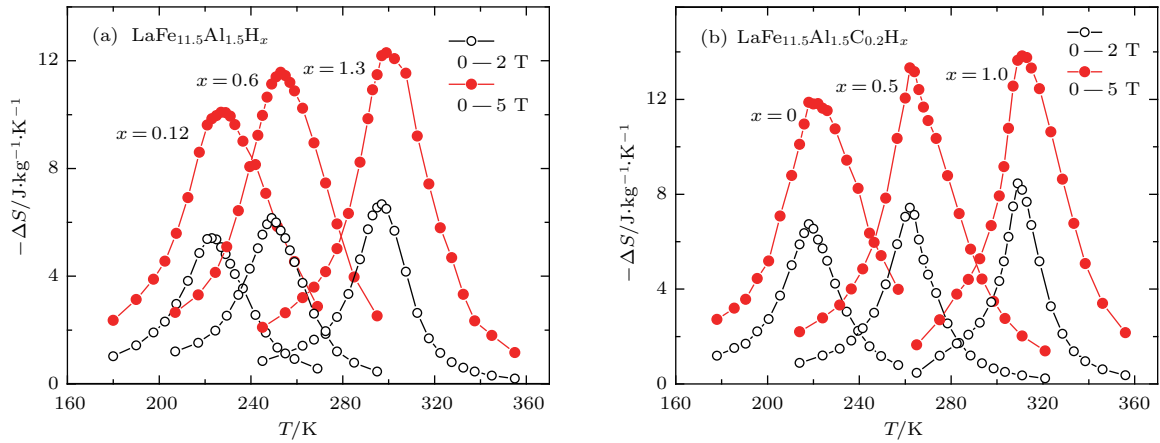 (a) LaFe11.5Al1.5Hx
0—2 T
0—5 T
x=1.3
x=0.6
x=0.12
12
8
4
0
−ΔS/J·kg−1·K−1
160 200 240 280 320 360
T/K
(b) LaFe11.5Al1.5C0.2Hx
0—2 T
0—5 T
x=1.0
x=0.5
x=0
12
8
4
0
−ΔS/J·kg−1·K−1
160 200 240 280 320 360
T/K